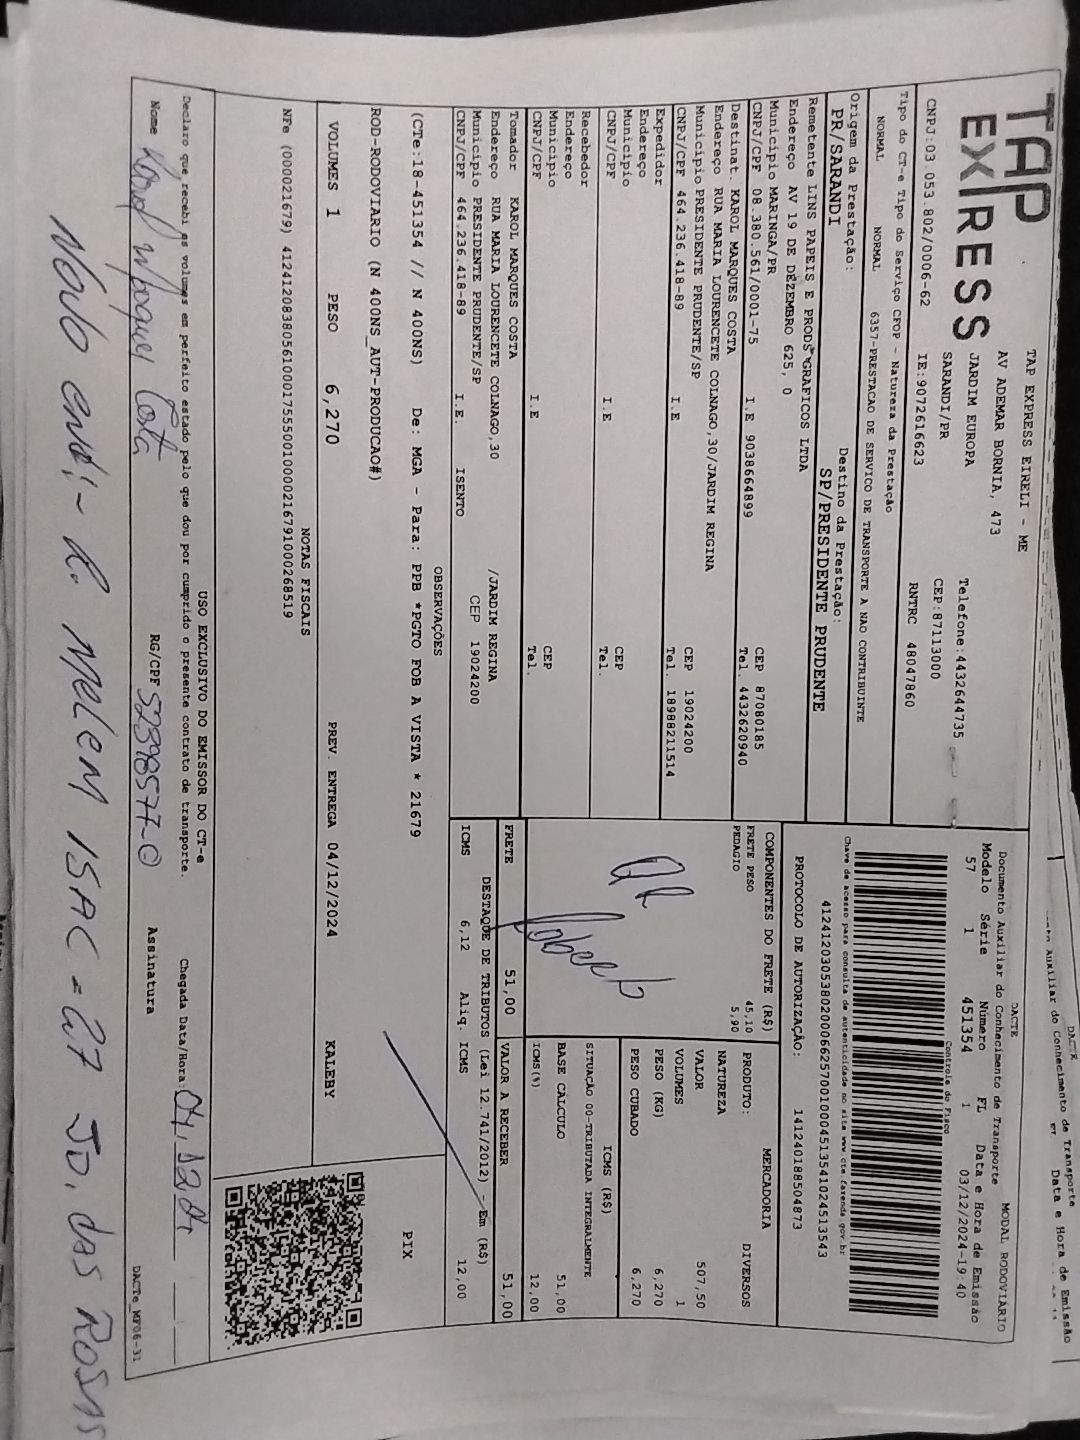 TAP EXPRESS
TAP EXPRESS EIRELI - ME
AV ADEMAR BORNIA, 473
JARDIM EUROPA
SARANDI/PR
Telefone:4432644735
CEP:87113000
CNPJ:03 053.802/0006-62 IE:9072616623 RNTRC 48047860
DACTE MODAL RODOVIÁRIO
Documento Auxiliar do Conhecimento de Transporte
Modelo Série Número FL Data e Hora de Emissão
57 1 451354 1 03/12/2024-19:40
Controle do Fisco
Chave de acesso para consulta de autenticidade no site www.cte.fazenda.gov.br
41241203053802000662570010004513541024513543
PROTOCOLO DE AUTORIZAÇÃO: 141240188504873
Tipo do CT-e Tipo do Serviço CFOP - Natureza da Prestação
NORMAL NORMAL 6357-PRESTACAO DE SERVICO DE TRANSPORTE A NAO CONTRIBUINTE
Origem da Prestação: Destino da Prestação:
PR/SARANDI SP/PRESIDENTE PRUDENTE
Remetente LINS PAPEIS E PRODS GRAFICOS LTDA
Endereço AV 19 DE DEZEMBRO 625, 0
Município MARINGA/PR CEP 87080185
CNPJ/CPF 08.380.561/0001-75 I.E 9038664899 Tel. 4432620940
Destinat. KAROL MARQUES COSTA
Endereço RUA MARIA LOURENCETE COLNAGO,30/JARDIM REGINA
Município PRESIDENTE PRUDENTE/SP CEP 19024200
CNPJ/CPF 464.236.418-89 I.E Tel. 18988211514
Expedidor
Endereço
Município CEP
CNPJ/CPF I.E Tel.
Recebedor
Endereço
Município CEP
CNPJ/CPF I.E Tel.
Tomador KAROL MARQUES COSTA
Endereço RUA MARIA LOURENCETE COLNAGO,30 /JARDIM REGINA
Município PRESIDENTE PRUDENTE/SP CEP 19024200
CNPJ/CPF 464.236.418-89 I.E. ISENTO
COMPONENTES DO FRETE (R$)
FRETE PESO 45,10
PEDAGIO 5,90
MERCADORIA
PRODUTO: DIVERSOS
NATUREZA
VALOR 507,50
VOLUMES 1
PESO (KG) 6,270
PESO CUBADO 6,270
ICMS (R$)
SITUAÇÃO 00-TRIBUTADA INTEGRALMENTE
BASE CALCULO 51,00
ICMS(%) 12,00
FRETE 51,00 VALOR A RECEBER 51,00
DESTAQUE DE TRIBUTOS (Lei 12.741/2012) - Em (R$)
ICMS 6,12 Aliq. ICMS 12,00
OBSERVAÇÕES
(CTe:18-451354 // N 400NS) De: MGA - Para: PPB *PGTO FOB A VISTA * 21679
ROD-RODOVIARIO (N 400NS_AUT-PRODUCAO#)
PIX
VOLUMES 1 PESO 6,270 PREV. ENTREGA 04/12/2024 KALEBY
NOTAS FISCAIS
NFe (000021679) 41241208380561000175550010000216791000268519
USO EXCLUSIVO DO EMISSOR DO CT-e
Declaro que recebi os volumes em perfeito estado pelo que dou por cumprido o presente contrato de transporte.
Chegada Data/Hora:
Nome Karol Marques Costa RG/CPF 52398577-0 Assinatura
DACTe_MF06-31
R. NELEM ISAC = 27 JD. das ROSAS